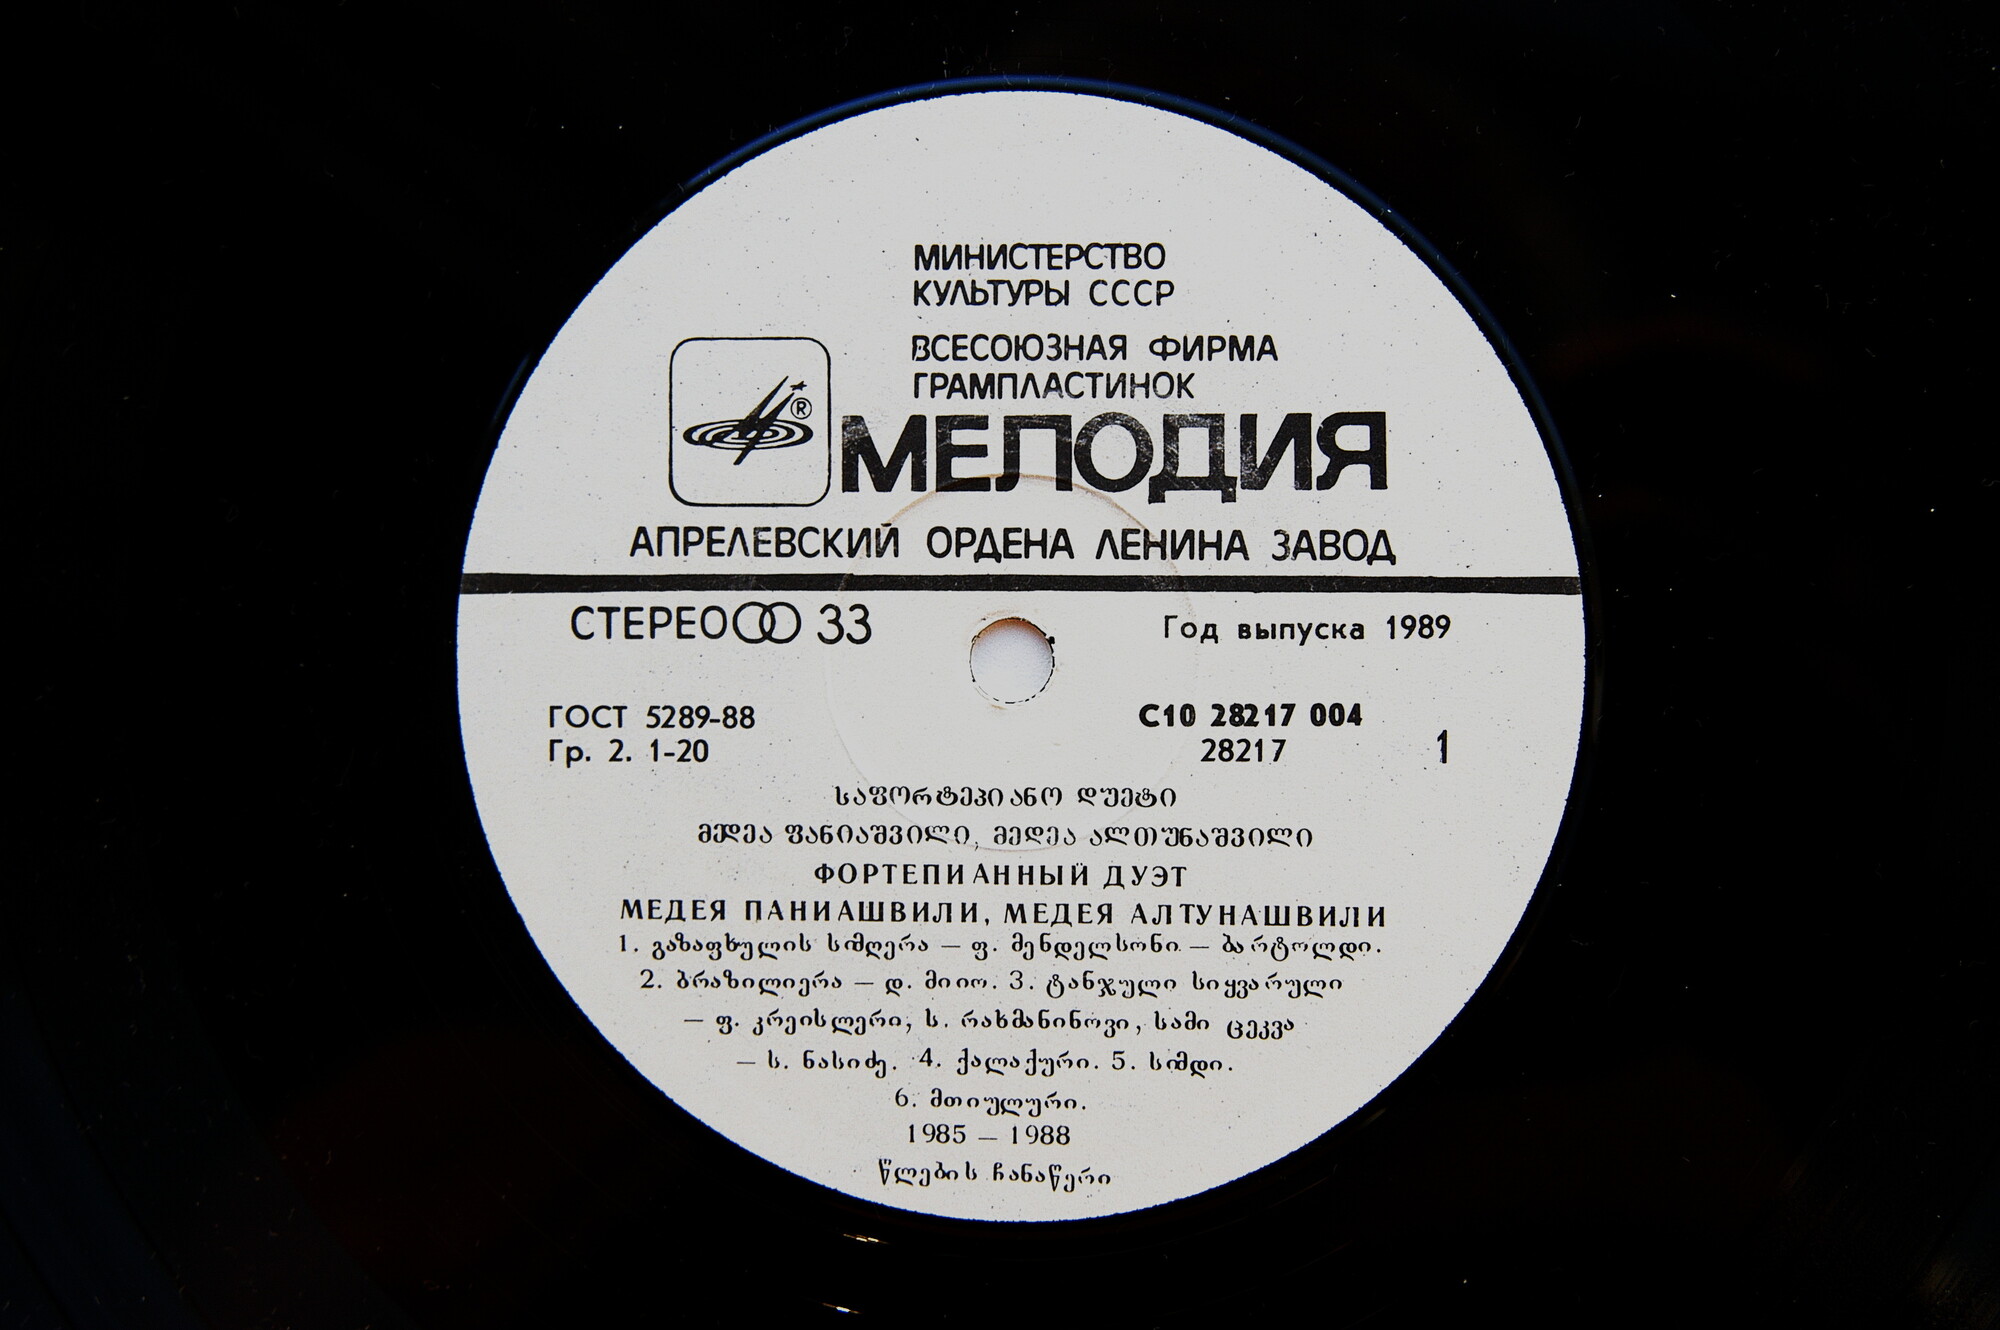 МИНИСТЕРСТВО
КУЛЬТУРЫ СССР
ВСЕСОЮЗНАЯ ФИРМА
ГРАМПЛАСТИНОК
®
МЕЛОДИЯ
АПРЕЛЕВСКИЙ ОРДЕНА ЛЕНИНА ЗАВОД
СТЕРЕО 33
Год выпуска 1989
ГОСТ 5289-88
Гр. 2. 1-20
С10 28217 004
28217
1
საფორტეპიანო დუეტი
მედეა ფანიაშვილი, მედეა ალთუნაშვილი
ФОРТЕПИАННЫЙ ДУЭТ
МЕДЕЯ ПАНИАШВИЛИ, МЕДЕЯ АЛТУНАШВИЛИ
1. გაზაფხულის სიმღერა — ფ. მენდელსონი — ბარტოლდი.
2. ბრაზილიერა — დ. მიიო. 3. ტანჯული სიყვარული
— ფ. კრეისლერი, ს. რახმანინოვი, სამი ცეკვა
— ს. ნასიძე. 4. ქალაქური. 5. სიმდი.
6. მთიულური.
1985 — 1988
წლების ჩანაწერი